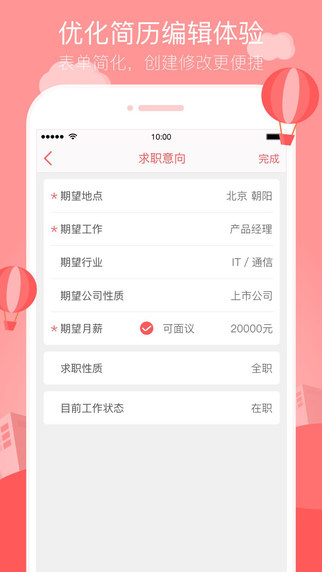 优化简历编辑体验
表单简化，创建修改更便捷
10:00
求职意向
完成
*期望地点 北京 朝阳
*期望工作 产品经理
期望行业 IT / 通信
期望公司性质 上市公司
*期望月薪 可面议 20000元
求职性质 全职
目前工作状态 在职